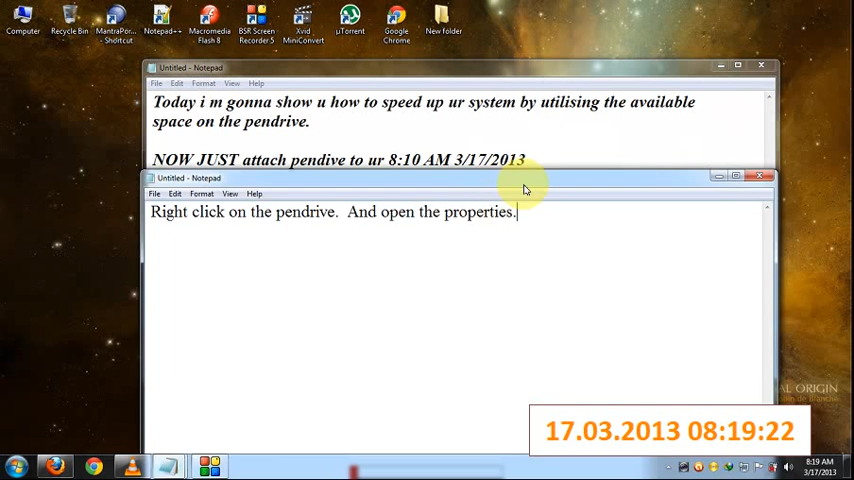 Computer
Recycle Bin
MantraPor...
- Shortcut
Notepad++
Macromedia
Flash 8
BSR Screen
Recorder 5
Xvid
MiniConvert
µTorrent
Google
Chrome
New folder
Untitled - Notepad
File Edit Format View Help
Today i m gonna show u how to speed up ur system by utilising the available
space on the pendrive.
NOW JUST attach pendive to ur 8:10 AM 3/17/2013
Untitled - Notepad
File Edit Format View Help
Right click on the pendrive. And open the properties.
AL ORIGIN
17.03.2013 08:19:22
8:19 AM
3/17/2013